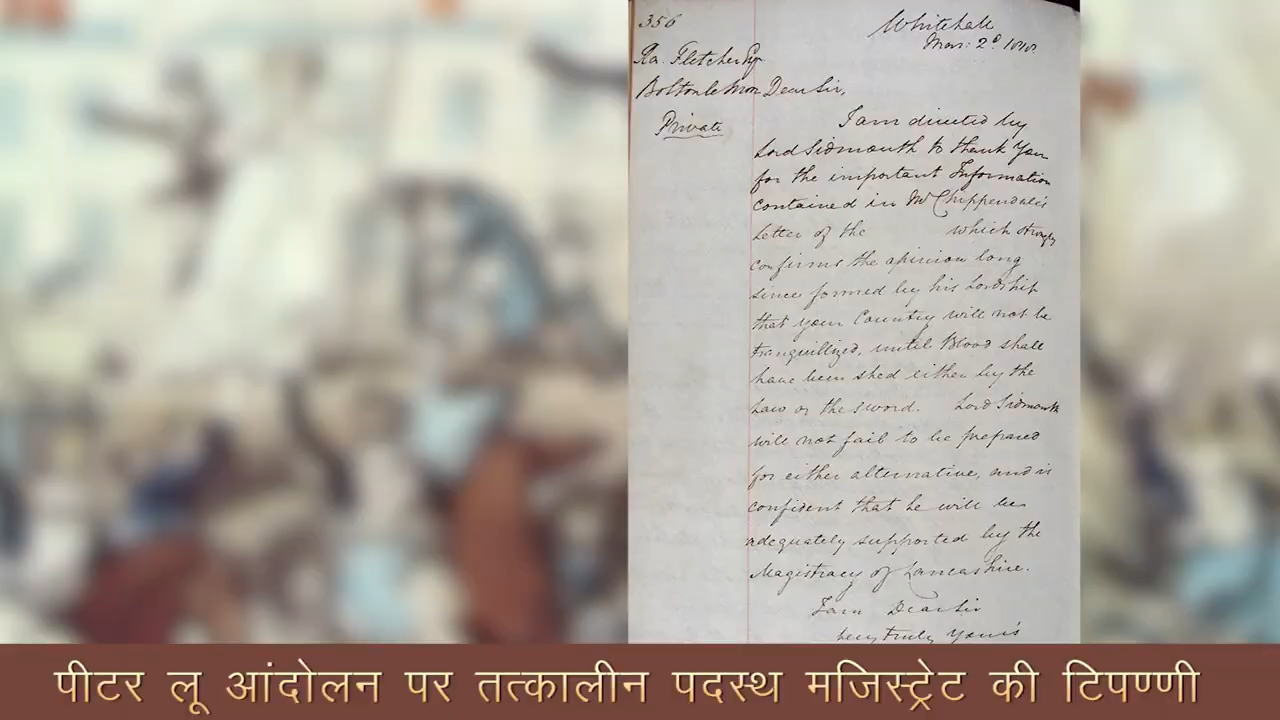 356
Whitehall
Mar: 2d 1818
Ra. Fletcher Esqr
Bolton le Moors
Private
Dear Sir,
I am directed by
Lord Sidmouth to thank You
for the important Information
contained in Mr Chippendale's
Letter of the which strongly
confirms the opinion long
since formed by his Lordship
that your Country will not be
tranquillized, until Blood shall
have been shed either by the
Law or the sword. Lord Sidmouth
will not fail to be prepared
for either alternative, and is
confident that he will be
adequately supported by the
Magistracy of Lancashire.
I am Dear Sir
very truly Yours
पीटर लू आंदोलन पर तत्कालीन पदस्थ मजिस्ट्रेट की टिपण्णी